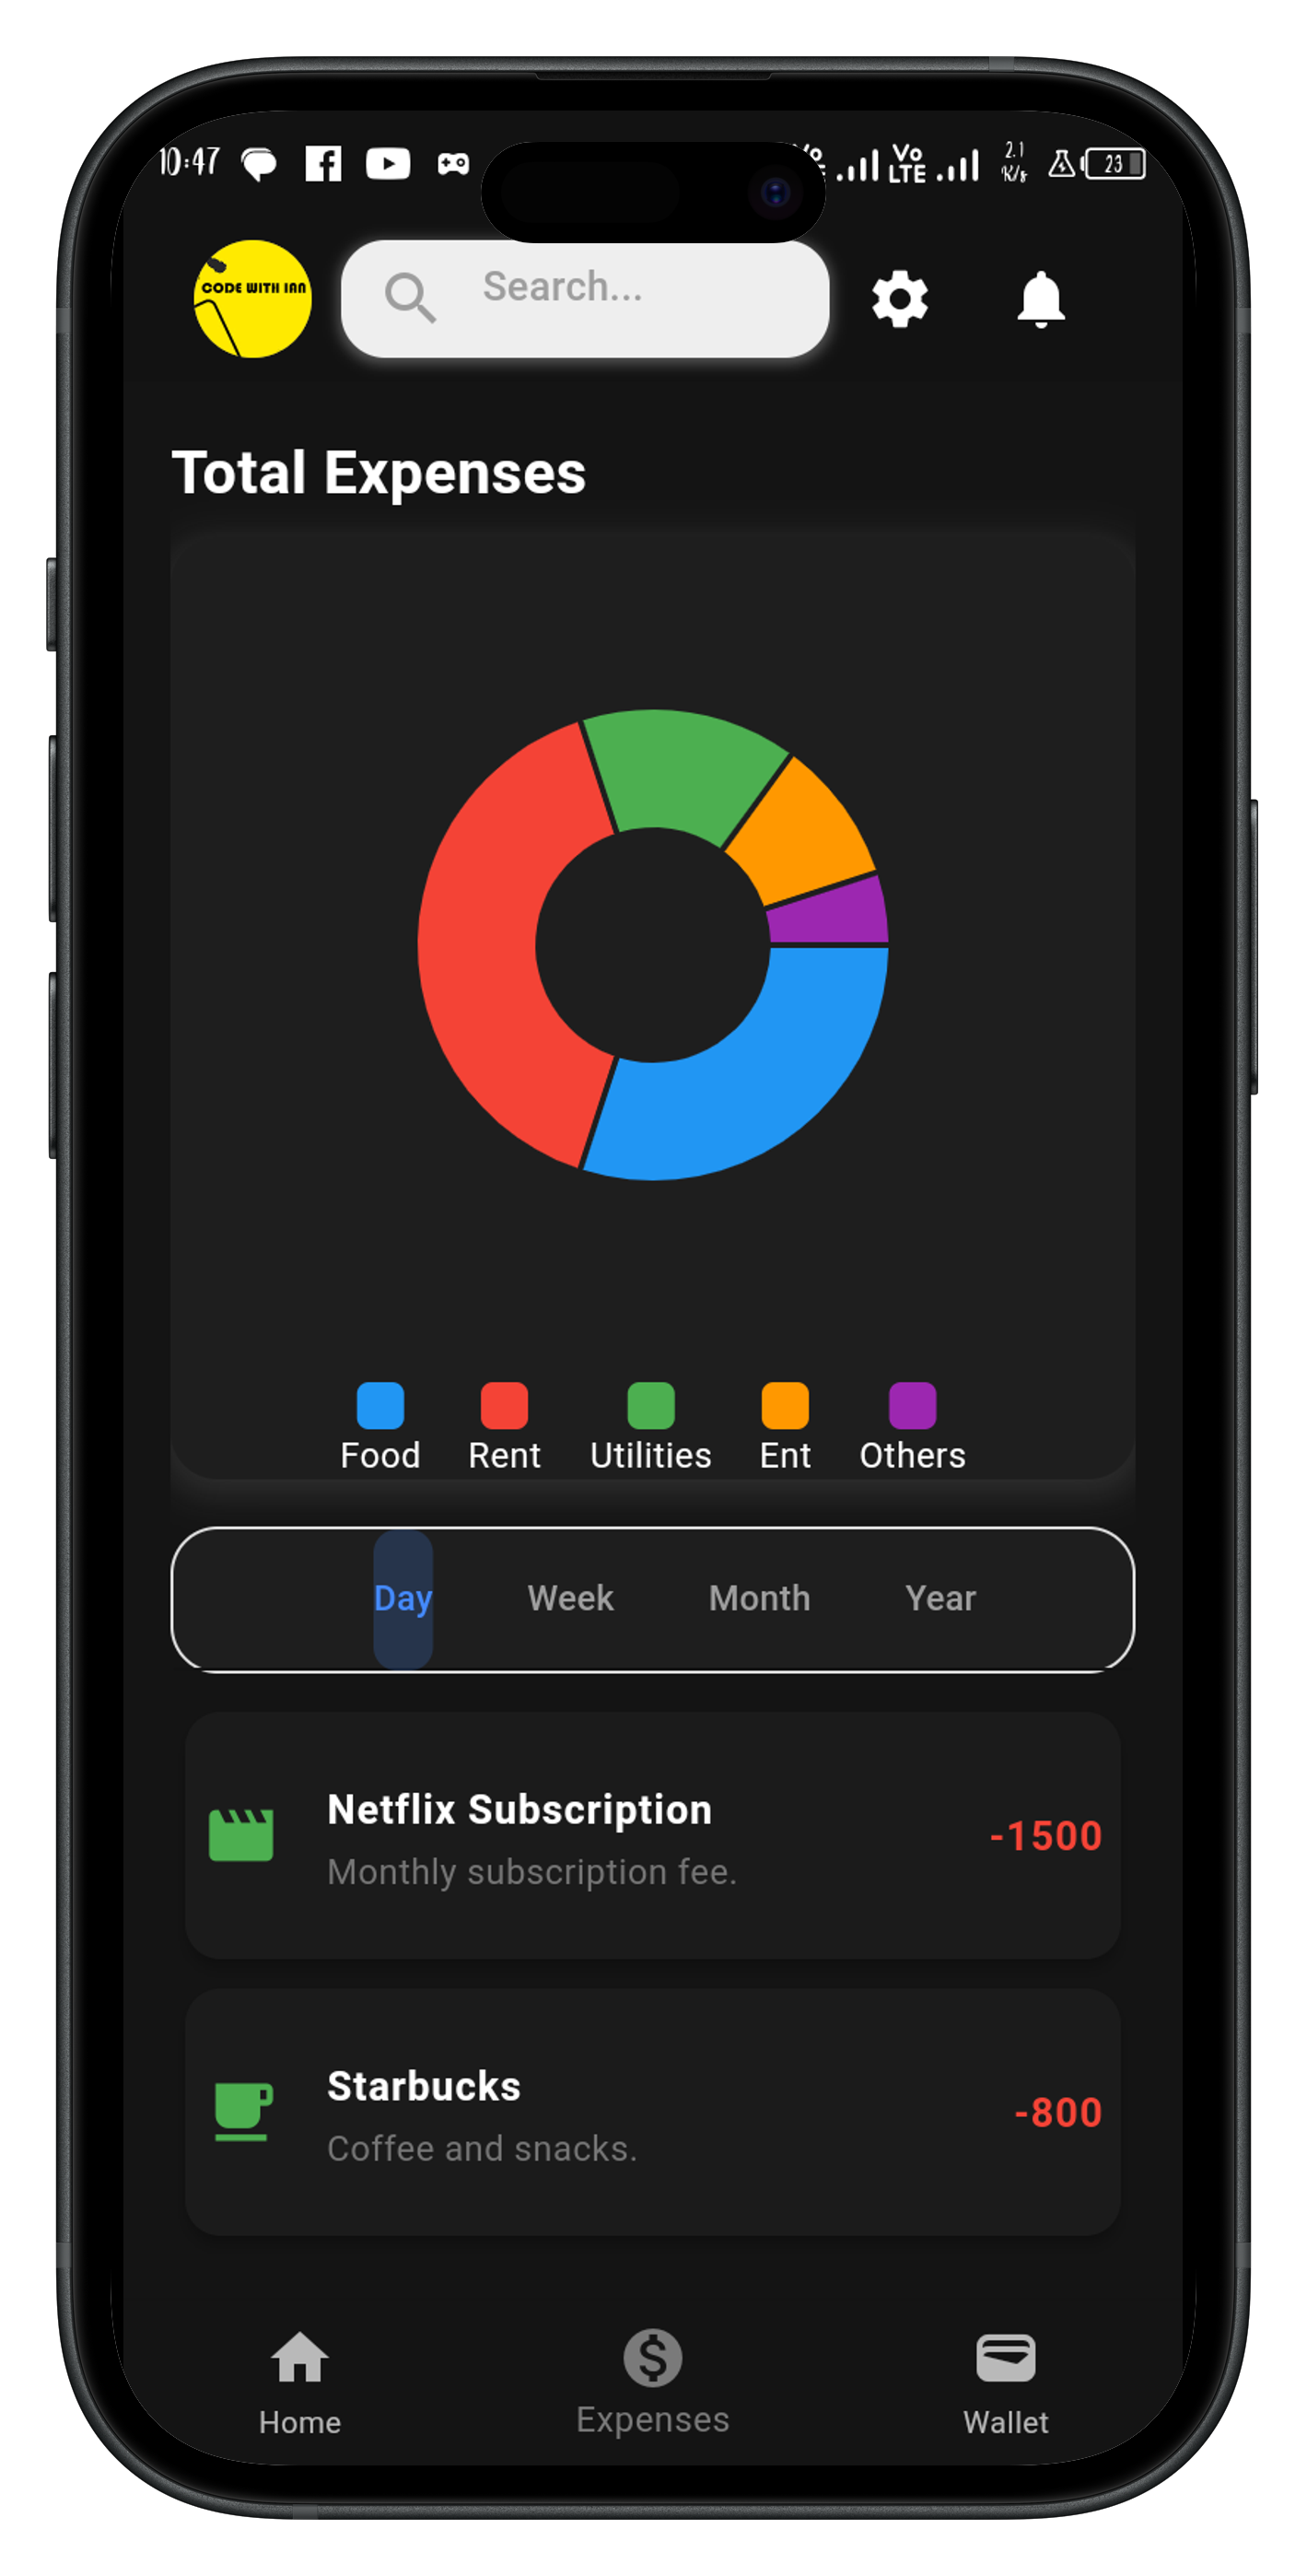 10:47
Vo
LTE
2.1
K/s
23
CODE WITH IAN
Search...
Total Expenses
Food Rent Utilities Ent Others
Day Week Month Year
Netflix Subscription
Monthly subscription fee.
-1500
Starbucks
Coffee and snacks.
-800
Home Expenses Wallet